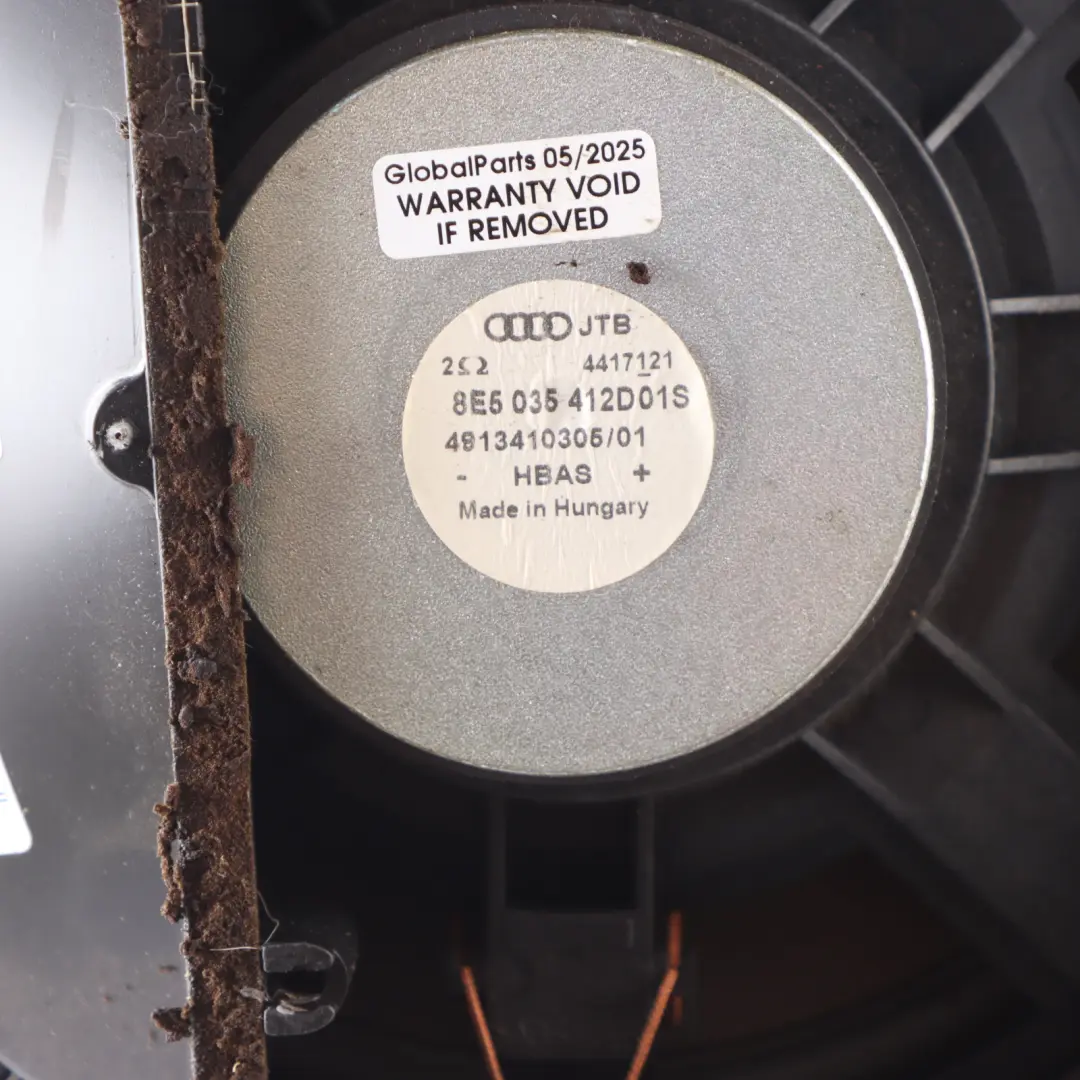 GlobalParts 05/2025
WARRANTY VOID
IF REMOVED
JTB
2Ω 4417121
8E5 035 412D01S
4813410305/01
- HBAS +
Made in Hungary